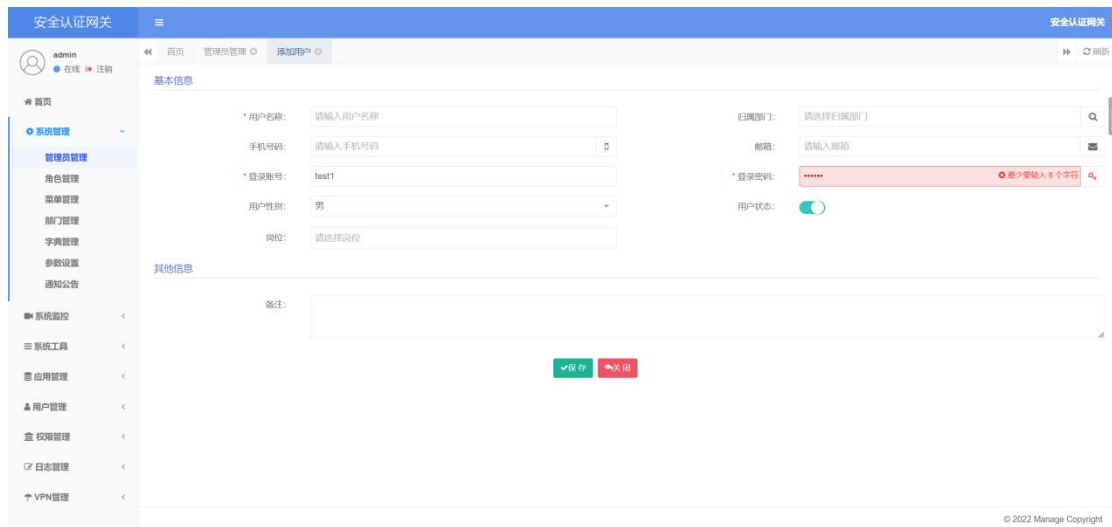 安全认证网关
安全认证网关
admin
在线 注销
首页 管理员管理 添加用户
刷新
基本信息
首页
系统管理
管理员管理
角色管理
菜单管理
部门管理
字典管理
参数设置
通知公告
系统监控
系统工具
应用管理
用户管理
权限管理
日志管理
VPN管理
* 用户名称: 请输入用户名称
归属部门: 请选择归属部门
手机号码: 请输入手机号码
邮箱: 请输入邮箱
* 登录账号: test1
* 登录密码: •••••• 最少要输入 8 个字符
用户性别: 男
用户状态:
岗位: 请选择岗位
其他信息
备注:
保存 关闭
© 2022 Manage Copyright